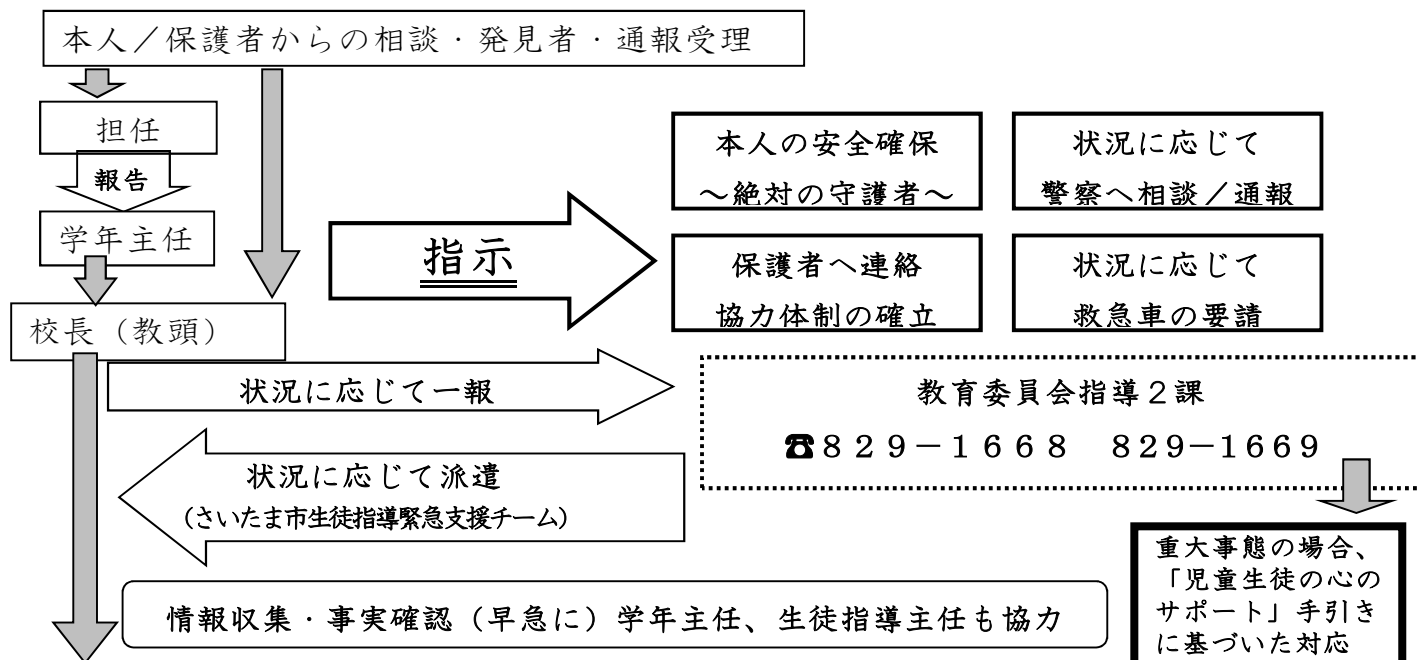 本人／保護者からの相談・発見者・通報受理
担任
報告
学年主任
校長（教頭）
指示
本人の安全確保
～絶対の守護者～
状況に応じて
警察へ相談／通報
保護者へ連絡
協力体制の確立
状況に応じて
救急車の要請
状況に応じて一報
教育委員会指導２課
☎８２９－１６６８　829－1669
状況に応じて派遣
（さいたま市生徒指導緊急支援チーム）
重大事態の場合、
「児童生徒の心の
サポート」手引き
に基づいた対応
情報収集・事実確認（早急に）学年主任、生徒指導主任も協力